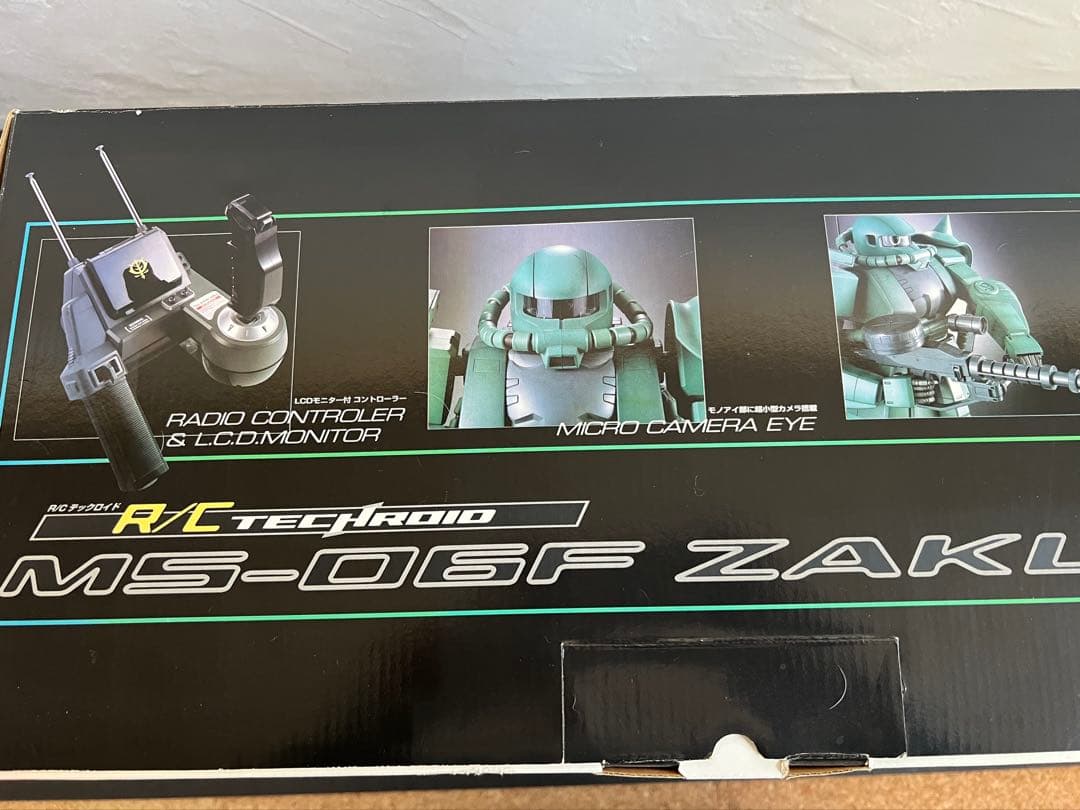 LCDモニター付 コントローラー
RADIO CONTROLER
& L.C.D.MONITOR
モノアイ部に超小型カメラ搭載
MICRO CAMERA EYE
R/C テックロイド
R/C TECHROID
MS-06F ZAKU